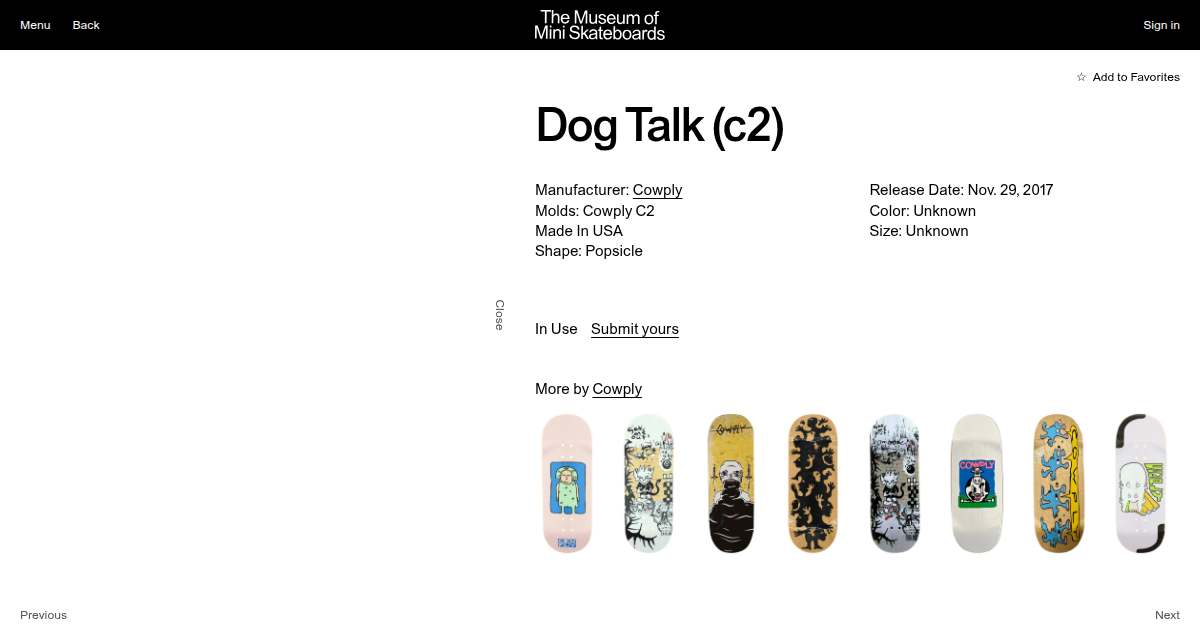 Menu
Back
The Museum of
Mini Skateboards
Sign in
☆ Add to Favorites
Dog Talk (c2)
Manufacturer: Cowply
Molds: Cowply C2
Made In USA
Shape: Popsicle
Release Date: Nov. 29, 2017
Color: Unknown
Size: Unknown
Close
In Use
Submit yours
More by Cowply
COWPLY
Previous
Next